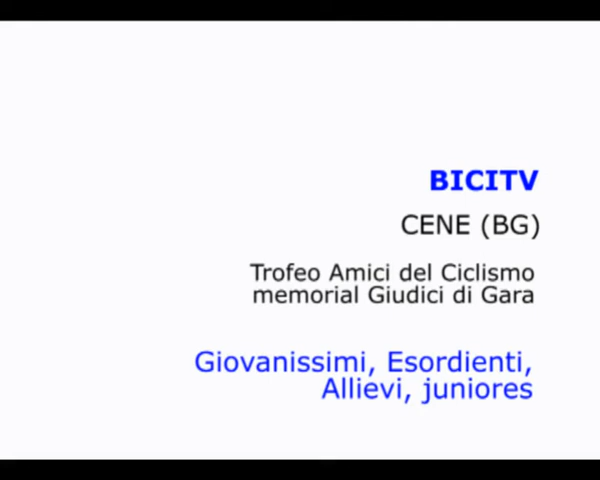 BICITV
CENE (BG)
Trofeo Amici del Ciclismo
memorial Giudici di Gara
Giovanissimi, Esordienti,
Allievi, juniores